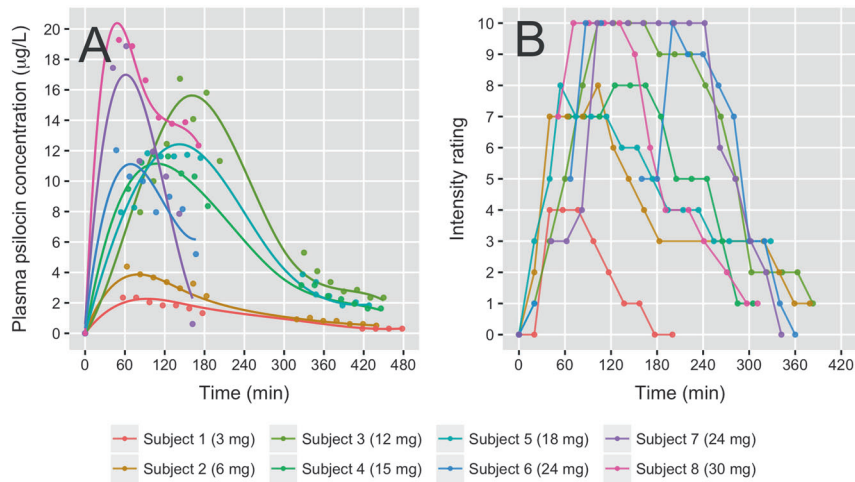 A
B
Plasma psilocin concentration (μg/L)
20
18
16
14
12
10
8
6
4
2
0
0 60 120 180 240 300 360 420 480
Time (min)
Intensity rating
10
9
8
7
6
5
4
3
2
1
0
0 60 120 180 240 300 360 420
Time (min)
Subject 1 (3 mg) Subject 3 (12 mg) Subject 5 (18 mg) Subject 7 (24 mg)
Subject 2 (6 mg) Subject 4 (15 mg) Subject 6 (24 mg) Subject 8 (30 mg)